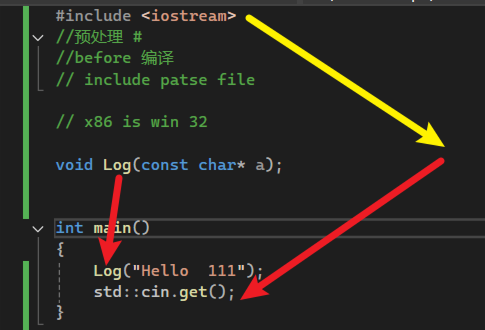 #include <iostream>
//预处理 #
//before 编译
// include patse file
// x86 is win 32
void Log(const char* a);
int main()
{
Log("Hello  111");
std::cin.get();
}